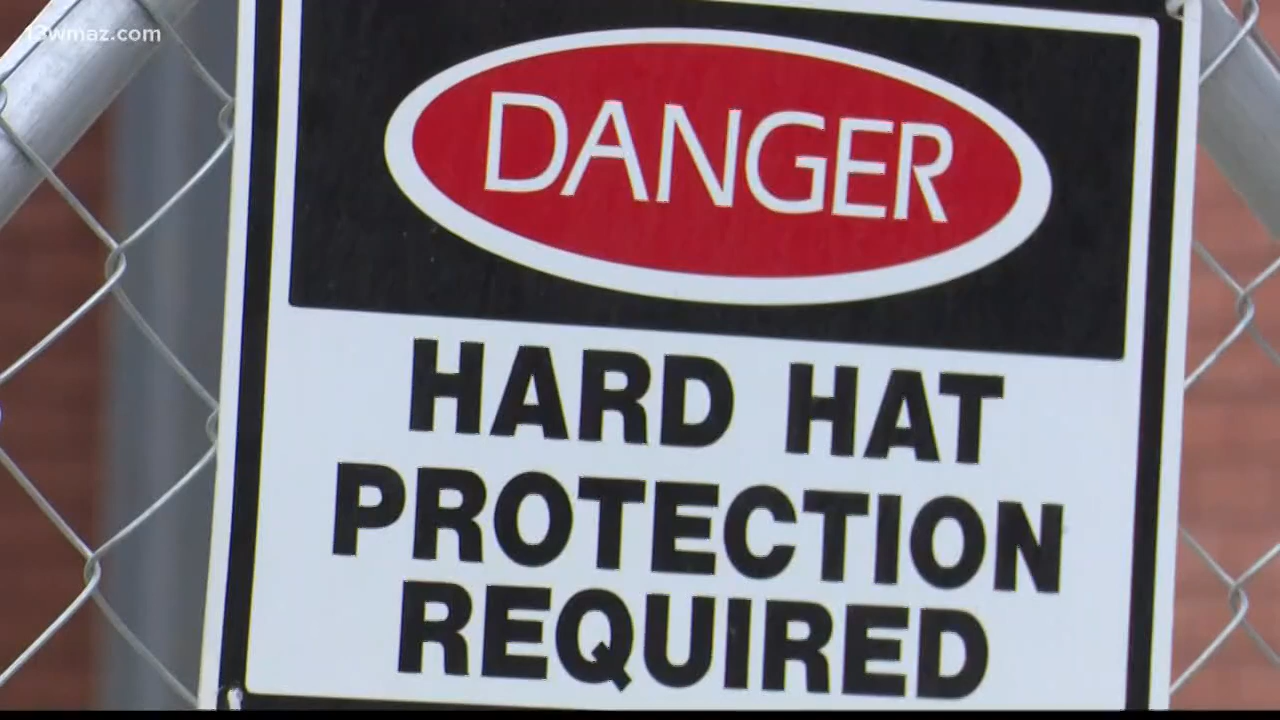 13wmaz.com
DANGER
HARD HAT
PROTECTION
REQUIRED